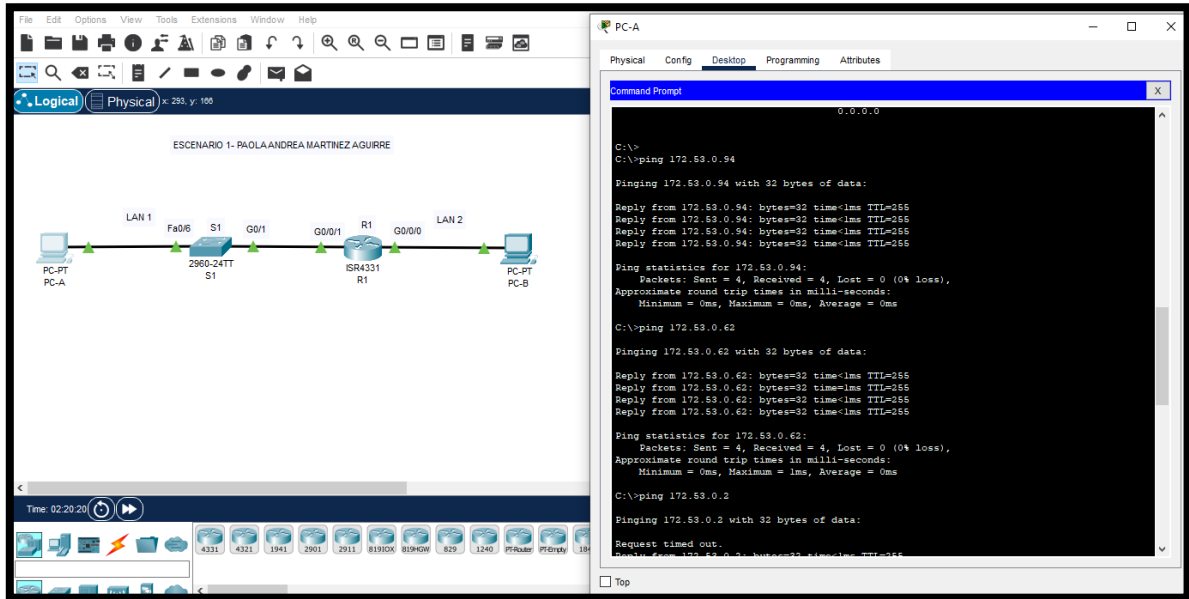 File Edit Options View Tools Extensions Window Help
Logical Physical x: 293, y: 166
ESCENARIO 1- PAOLA ANDREA MARTINEZ AGUIRRE
LAN 1
Fa0/6
S1
G0/1
G0/0/1
R1
G0/0/0
LAN 2
PC-PT
PC-A
2960-24TT
S1
ISR4331
R1
PC-PT
PC-B
Time: 02:20:20
4331 4321 1941 2901 2911 819IOX 819HGW 829 1240 PT-Router PT-Empty 184
PC-A
Physical Config Desktop Programming Attributes
Command Prompt X
0.0.0.0
C:\>
C:\>ping 172.53.0.94
Pinging 172.53.0.94 with 32 bytes of data:
Reply from 172.53.0.94: bytes=32 time<1ms TTL=255
Reply from 172.53.0.94: bytes=32 time<1ms TTL=255
Reply from 172.53.0.94: bytes=32 time<1ms TTL=255
Reply from 172.53.0.94: bytes=32 time<1ms TTL=255
Ping statistics for 172.53.0.94:
Packets: Sent = 4, Received = 4, Lost = 0 (0% loss),
Approximate round trip times in milli-seconds:
Minimum = 0ms, Maximum = 0ms, Average = 0ms
C:\>ping 172.53.0.62
Pinging 172.53.0.62 with 32 bytes of data:
Reply from 172.53.0.62: bytes=32 time<1ms TTL=255
Reply from 172.53.0.62: bytes=32 time=1ms TTL=255
Reply from 172.53.0.62: bytes=32 time<1ms TTL=255
Reply from 172.53.0.62: bytes=32 time<1ms TTL=255
Ping statistics for 172.53.0.62:
Packets: Sent = 4, Received = 4, Lost = 0 (0% loss),
Approximate round trip times in milli-seconds:
Minimum = 0ms, Maximum = 1ms, Average = 0ms
C:\>ping 172.53.0.2
Pinging 172.53.0.2 with 32 bytes of data:
Request timed out.
Reply from 172.53.0.2: bytes=32 time<1ms TTL=255
Top